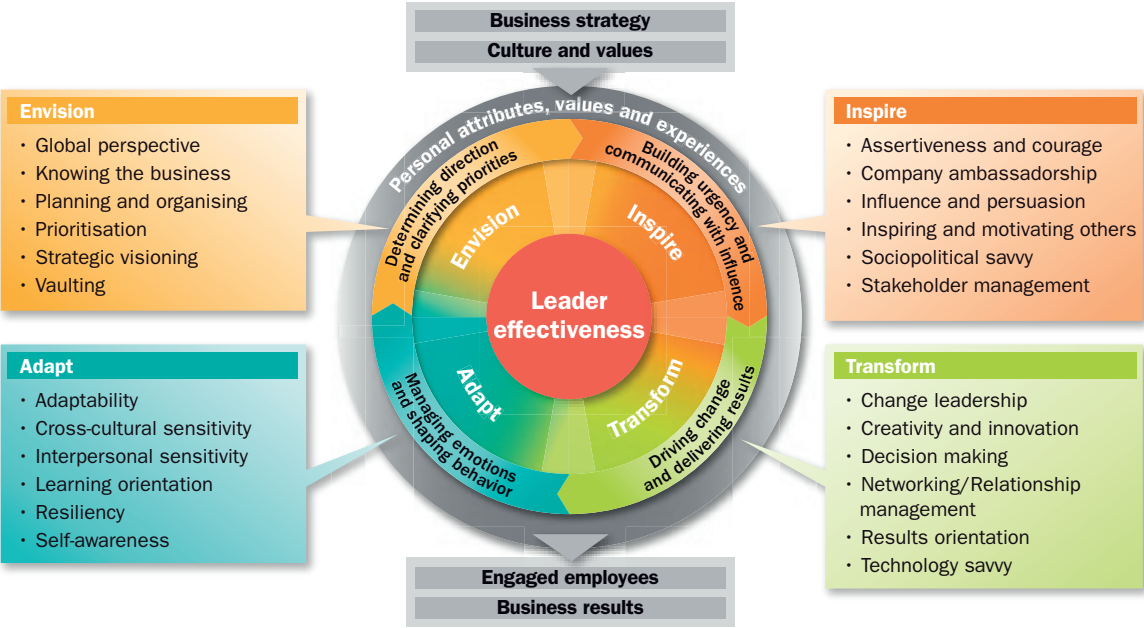 Business strategy
Culture and values
Personal attributes, values and experiences
Envision
· Global perspective
· Knowing the business
· Planning and organising
· Prioritisation
· Strategic visioning
· Vaulting
Inspire
· Assertiveness and courage
· Company ambassadorship
· Influence and persuasion
· Inspiring and motivating others
· Sociopolitical savvy
· Stakeholder management
Determining direction
and clarifying priorities
Envision
Building urgency and
communicating with influence
Inspire
Leader
effectiveness
Adapt
Managing emotions
and shaping behavior
Transform
Driving change
and delivering results
Adapt
· Adaptability
· Cross-cultural sensitivity
· Interpersonal sensitivity
· Learning orientation
· Resiliency
· Self-awareness
Transform
· Change leadership
· Creativity and innovation
· Decision making
· Networking/Relationship
management
· Results orientation
· Technology savvy
Engaged employees
Business results